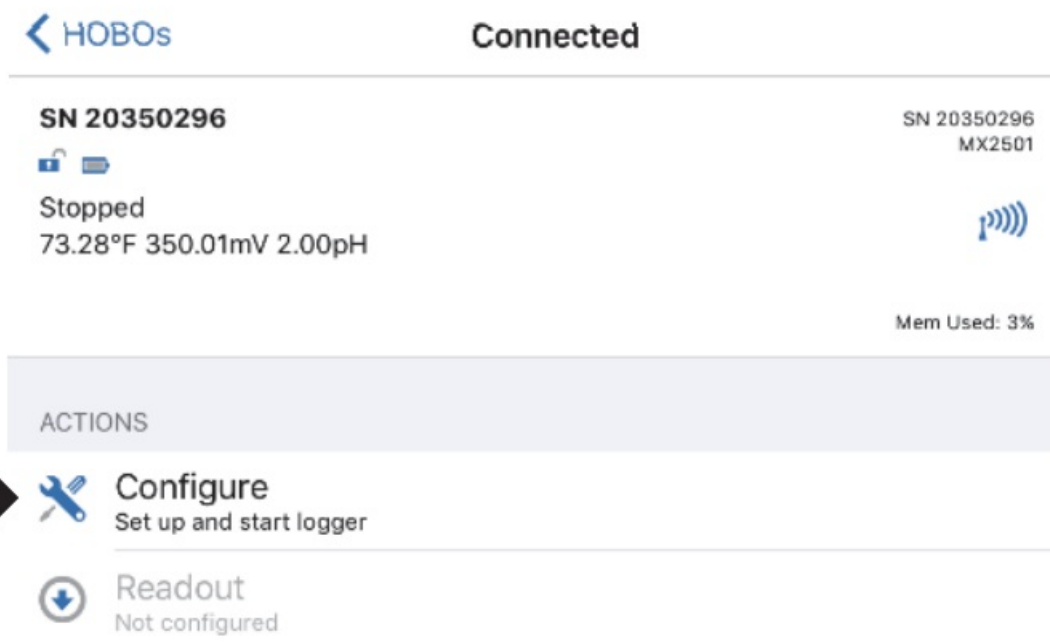 HOBOs
Connected
SN 20350296
SN 20350296
MX2501
Stopped
73.28°F 350.01mV 2.00pH
Mem Used: 3%
ACTIONS
Configure
Set up and start logger
Readout
Not configured